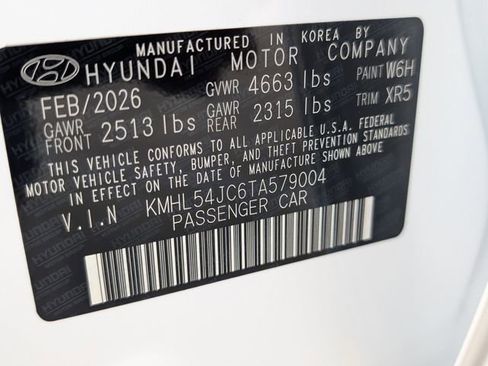 MANUFACTURED IN KOREA BY
HYUNDAI MOTOR COMPANY
FEB/2026 GVWR 4663 lbs PAINT W6H
GAWR FRONT 2513 lbs GAWR REAR 2315 lbs TRIM XR5
THIS VEHICLE CONFORMS TO ALL APPLICABLE U.S.A. FEDERAL
MOTOR VEHICLE SAFETY, BUMPER, AND THEFT PREVENTION STANDARDS
IN EFFECT ON THE DATE OF MANUFACTURE SHOWN ABOVE.
V.I.N KMHL54JC6TA579004
PASSENGER CAR